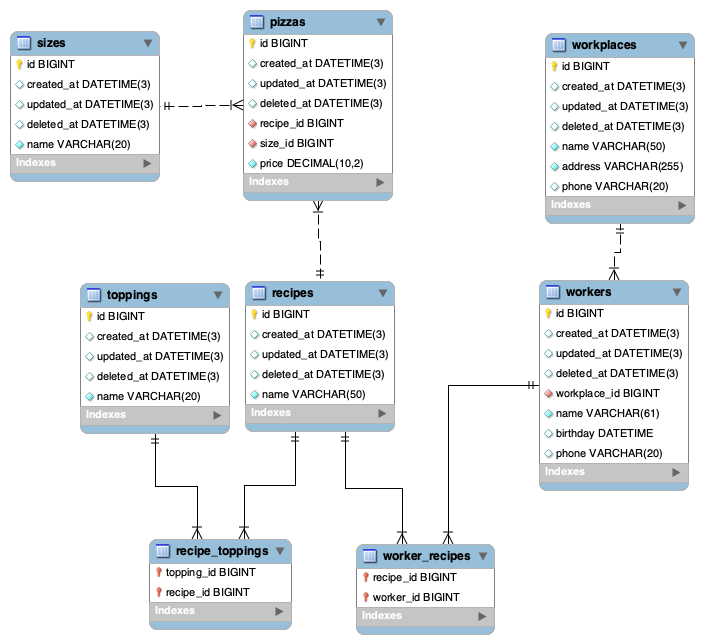 sizes
id BIGINT
created_at DATETIME(3)
updated_at DATETIME(3)
deleted_at DATETIME(3)
name VARCHAR(20)
Indexes
pizzas
id BIGINT
created_at DATETIME(3)
updated_at DATETIME(3)
deleted_at DATETIME(3)
recipe_id BIGINT
size_id BIGINT
price DECIMAL(10,2)
Indexes
workplaces
id BIGINT
created_at DATETIME(3)
updated_at DATETIME(3)
deleted_at DATETIME(3)
name VARCHAR(50)
address VARCHAR(255)
phone VARCHAR(20)
Indexes
toppings
id BIGINT
created_at DATETIME(3)
updated_at DATETIME(3)
deleted_at DATETIME(3)
name VARCHAR(20)
Indexes
recipes
id BIGINT
created_at DATETIME(3)
updated_at DATETIME(3)
deleted_at DATETIME(3)
name VARCHAR(50)
Indexes
workers
id BIGINT
created_at DATETIME(3)
updated_at DATETIME(3)
deleted_at DATETIME(3)
workplace_id BIGINT
name VARCHAR(61)
birthday DATETIME
phone VARCHAR(20)
Indexes
recipe_toppings
topping_id BIGINT
recipe_id BIGINT
Indexes
worker_recipes
recipe_id BIGINT
worker_id BIGINT
Indexes